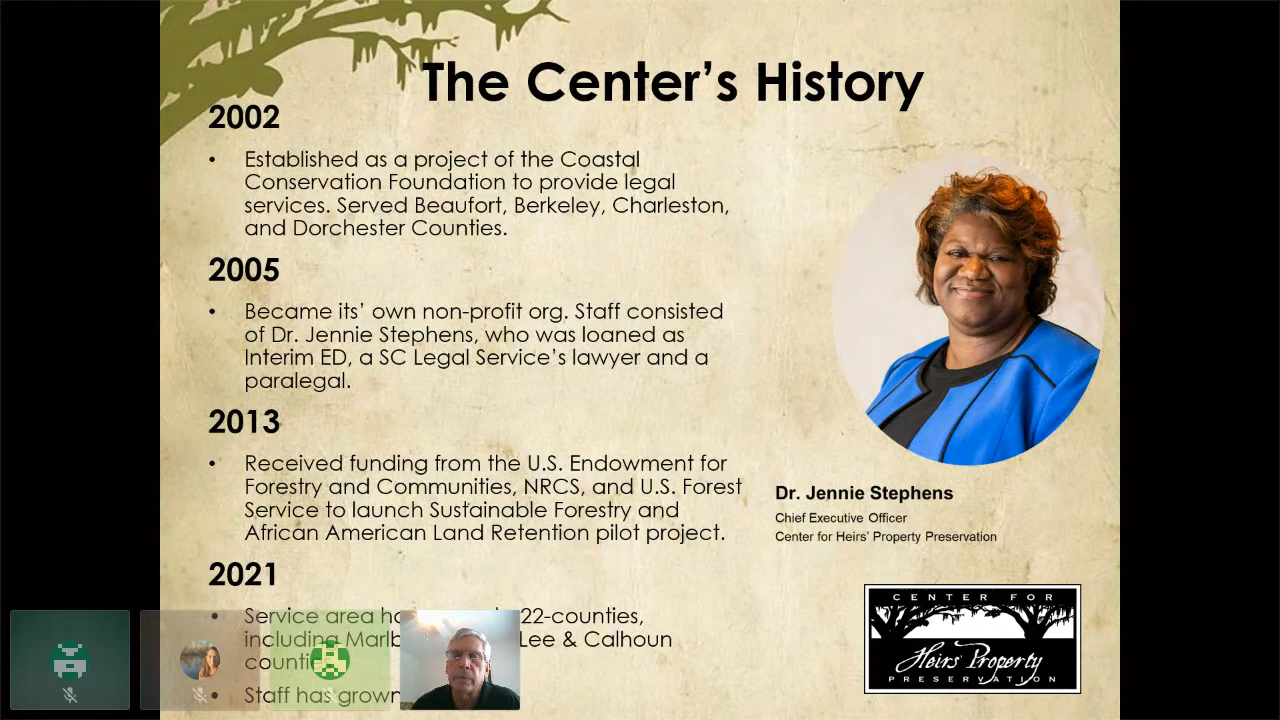 The Center's History
2002
• Established as a project of the Coastal
Conservation Foundation to provide legal
services. Served Beaufort, Berkeley, Charleston,
and Dorchester Counties.
2005
• Became its' own non-profit org. Staff consisted
of Dr. Jennie Stephens, who was loaned as
Interim ED, a SC Legal Service's lawyer and a
paralegal.
2013
• Received funding from the U.S. Endowment for
Forestry and Communities, NRCS, and U.S. Forest
Service to launch Sustainable Forestry and
African American Land Retention pilot project.
2021
• Service area 22-counties,
including Lee & Calhoun
• Staff has grown
Dr. Jennie Stephens
Chief Executive Officer
Center for Heirs' Property Preservation
CENTER FOR
Heirs' Property
PRESERVATION